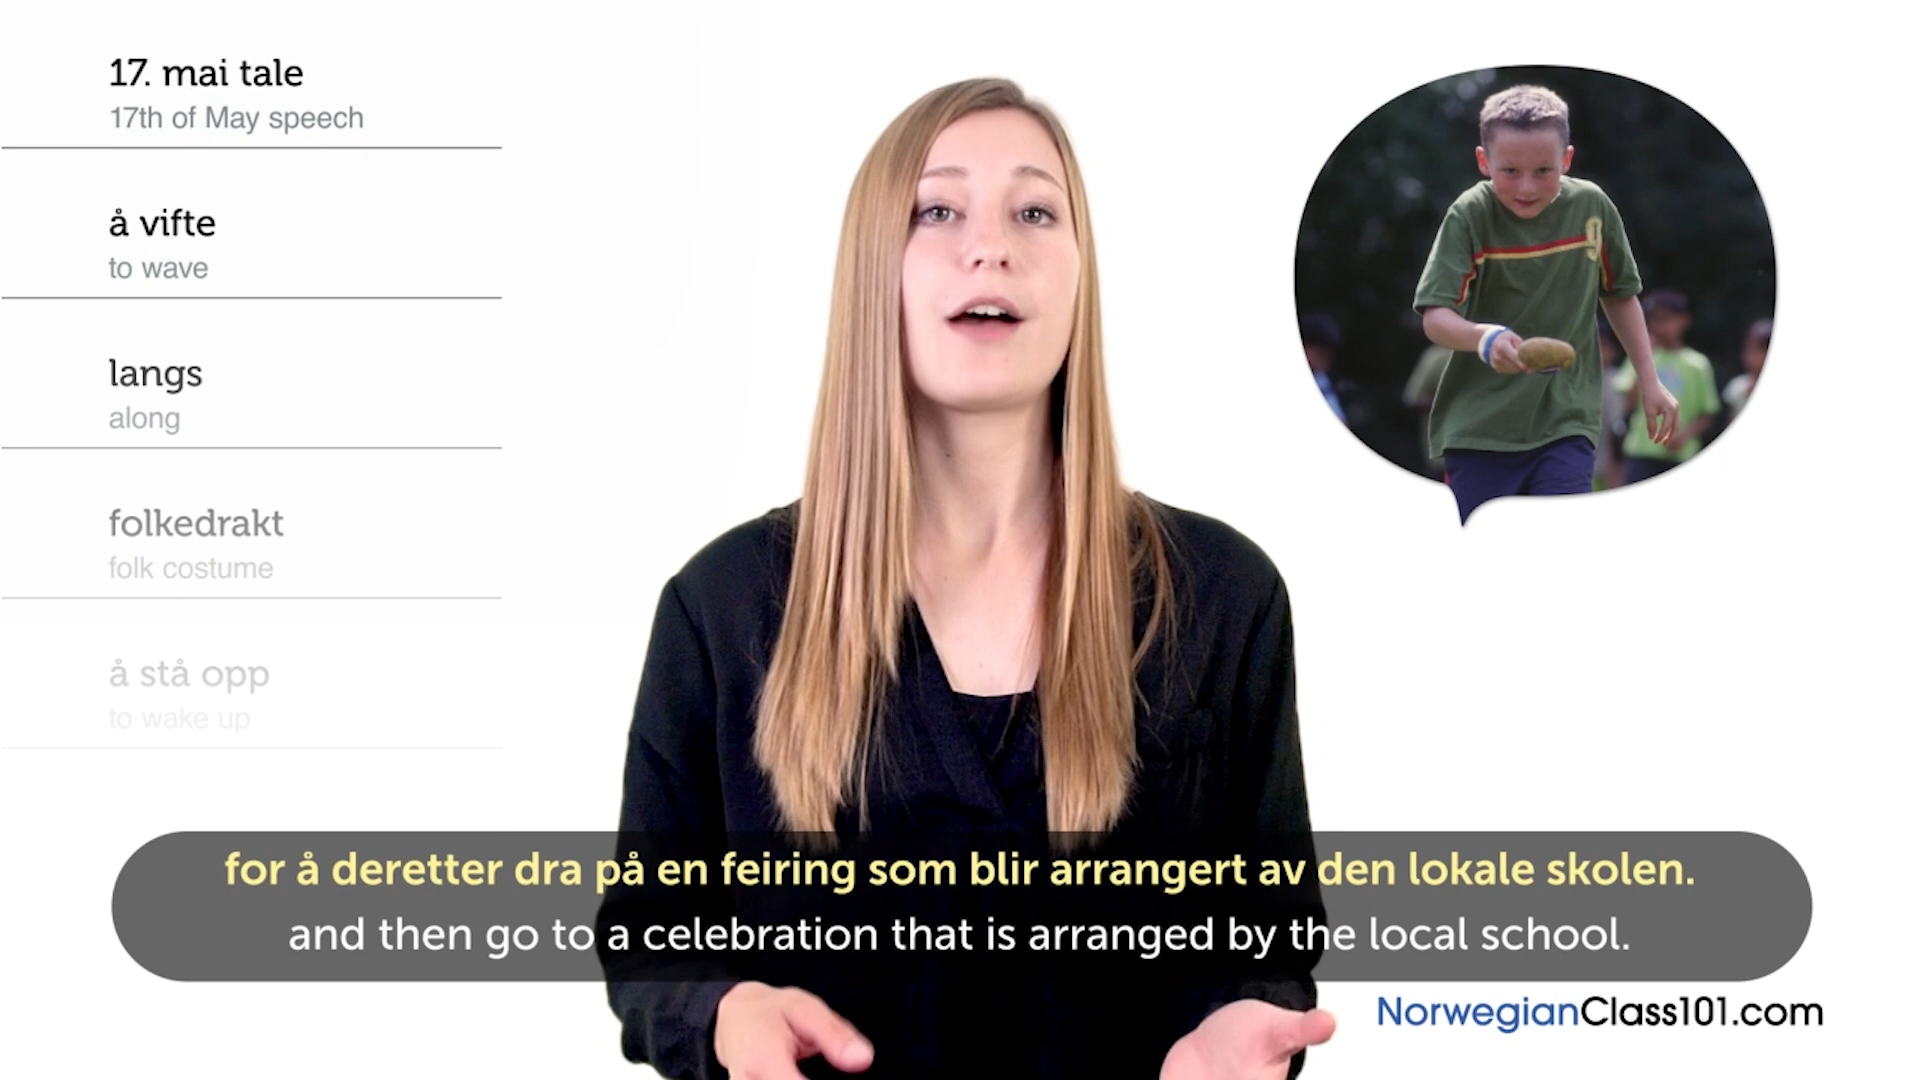 17. mai tale
17th of May speech
å vifte
to wave
langs
along
folkedrakt
folk costume
å stå opp
to wake up
for å deretter dra på en feiring som blir arrangert av den lokale skolen.
and then go to a celebration that is arranged by the local school.
NorwegianClass101.com